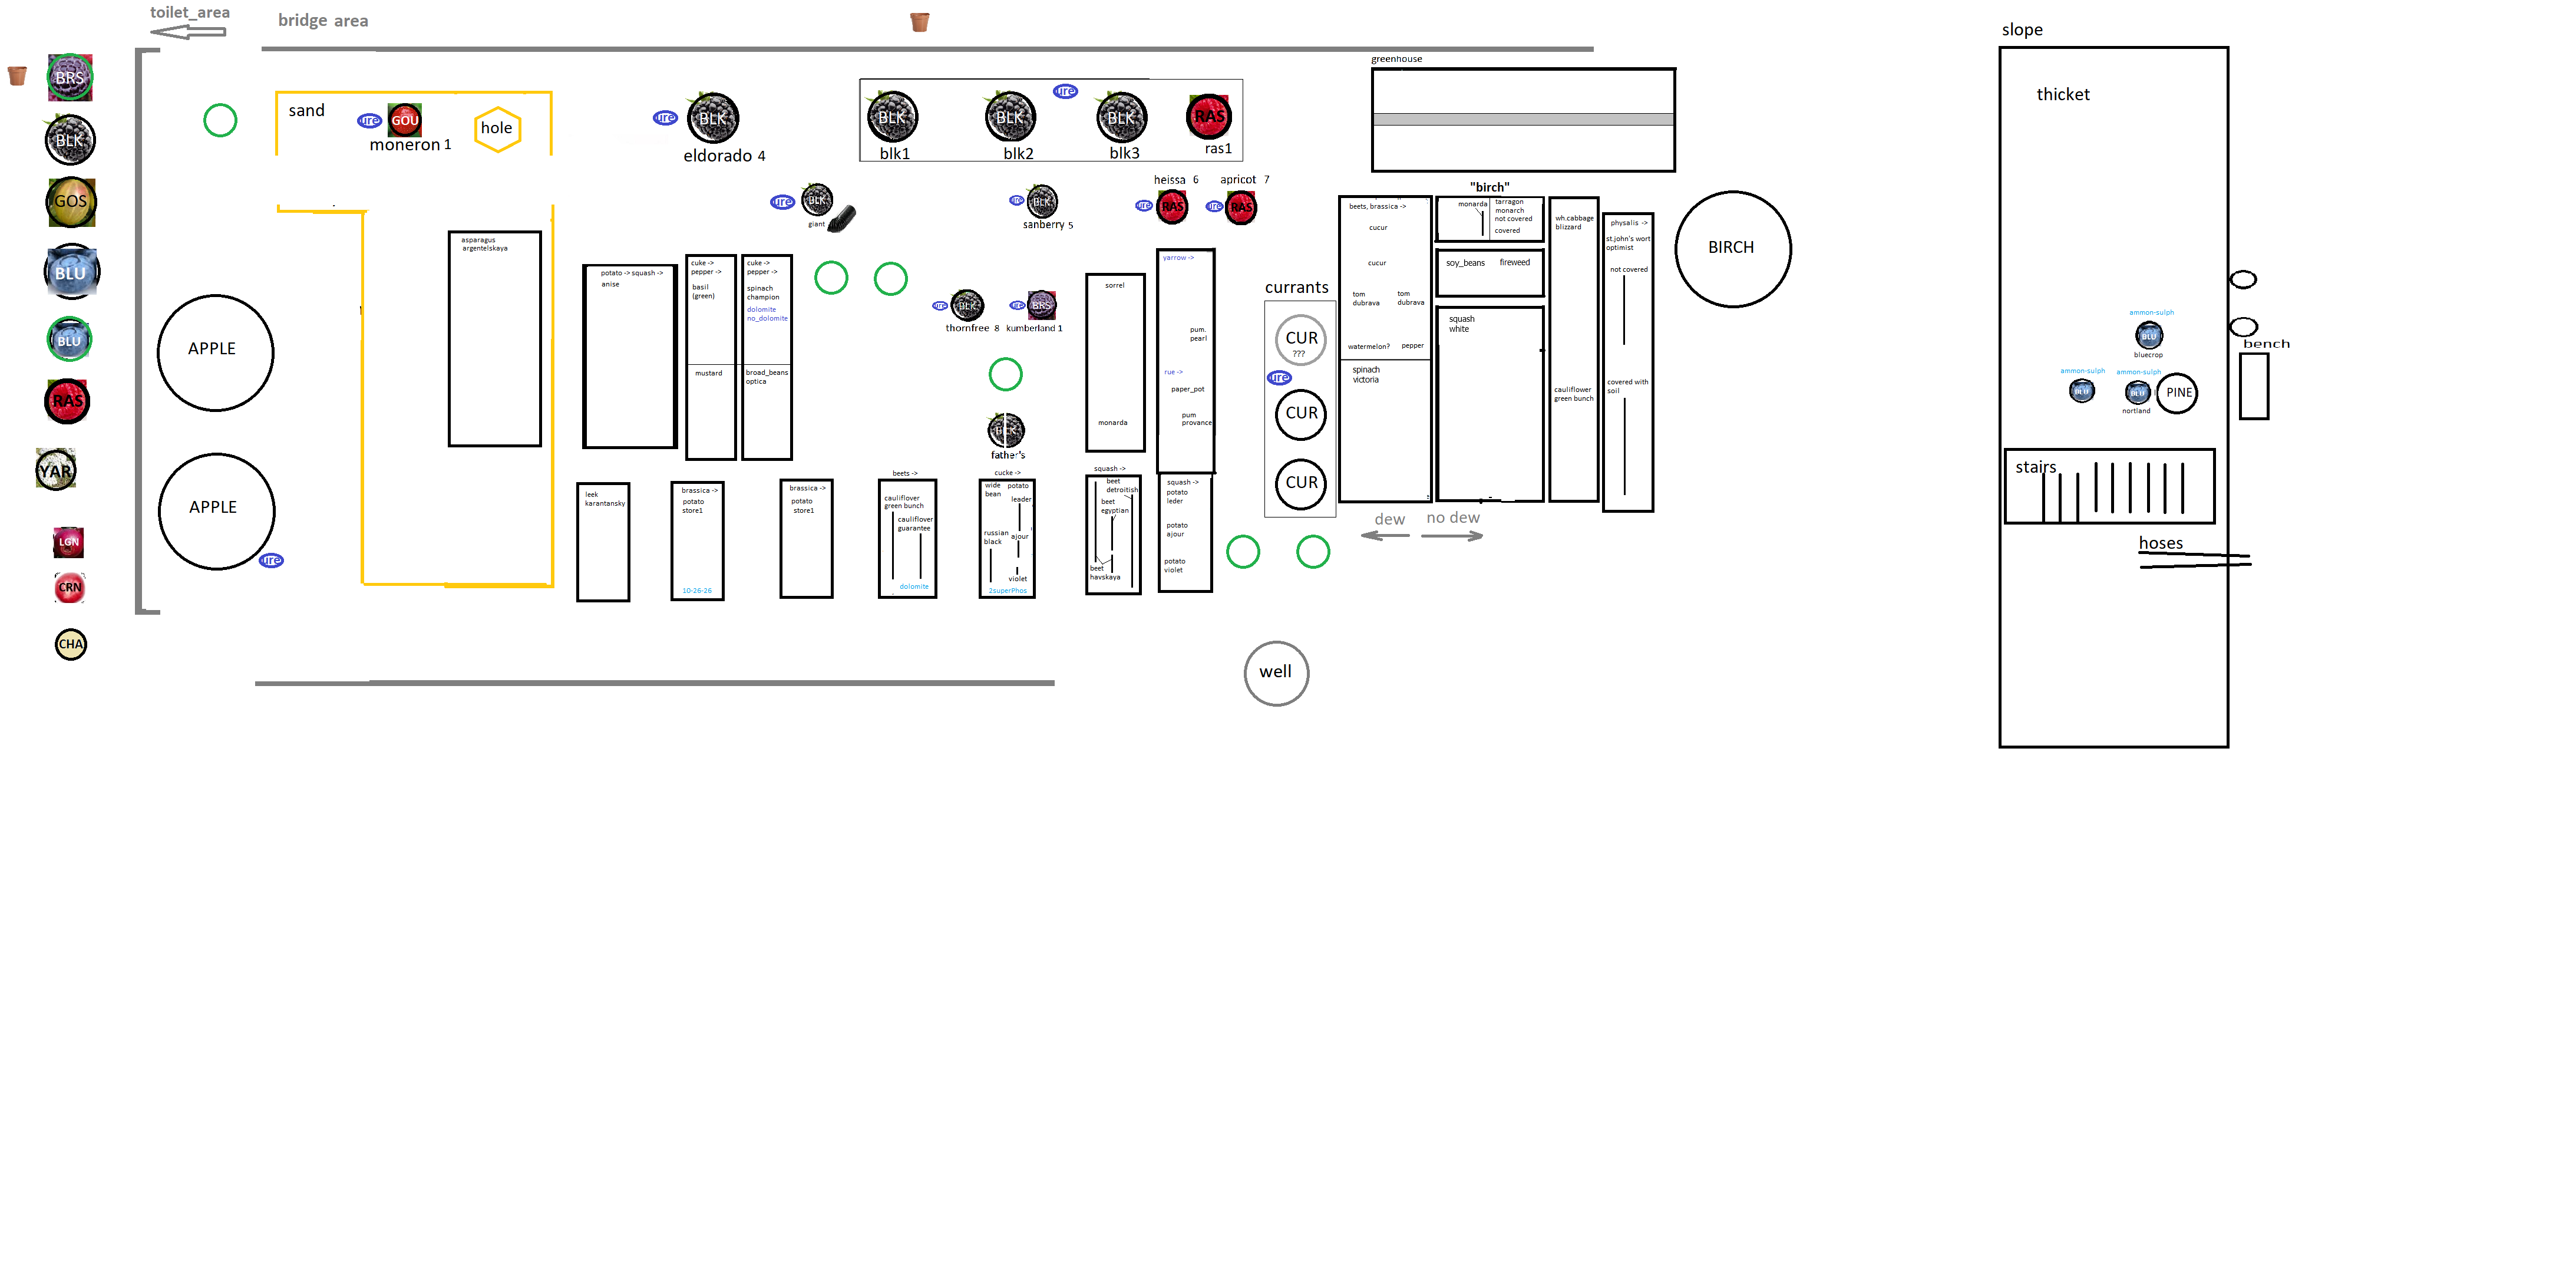 toilet_area
bridge area
slope
greenhouse
thicket
BRS
BLK
GOS
BLU
BLU
RAS
YAR
LGN
CRN
CHA
sand
ure
GOU
moneron 1
hole
ure
BLK
eldorado 4
BLK
blk1
BLK
blk2
ure
BLK
blk3
RAS
ras1
ure
BLK
giant
ure
BLK
sanberry 5
heissa 6
ure
RAS
apricot 7
ure
RAS
ure
BLK
thornfree 8
ure
BRS
kumberland 1
BLK
father's
APPLE
APPLE
ure
asparagus
argentelskaya
potato -> squash ->
anise
cuke ->
pepper ->
basil
(green)
mustard
cuke ->
pepper ->
spinach
champion
dolomite
no_dolomite
broad_beans
optica
sorrel
monarda
yarrow ->
pum.
pearl
rue ->
paper_pot
pum
provance
currants
CUR
???
ure
CUR
CUR
beets, brassica ->
cucur
cucur
tom
dubrava
tom
dubrava
watermelon?
pepper
spinach
victoria
"birch"
monarda
tarragon
monarch
not covered
covered
soy_beans
fireweed
squash
white
wh.cabbage
blizzard
cauliflower
green bunch
physalis ->
st.john's wort
optimist
not covered
covered with
soil
BIRCH
dew
no dew
leek
karantansky
brassica ->
potato
store1
10-26-26
brassica ->
potato
store1
beets ->
cauliflower
green bunch
cauliflower
guarantee
dolomite
cucke ->
wide
bean
potato
leader
russian
black
ajour
violet
2superPhos
squash ->
beet
detroitish
beet
egyptian
beet
havskaya
squash ->
potato
leder
potato
ajour
potato
violet
well
ammon-sulph
BLU
bluecrop
ammon-sulph
BLU
ammon-sulph
BLU
nortland
PINE
bench
stairs
hoses